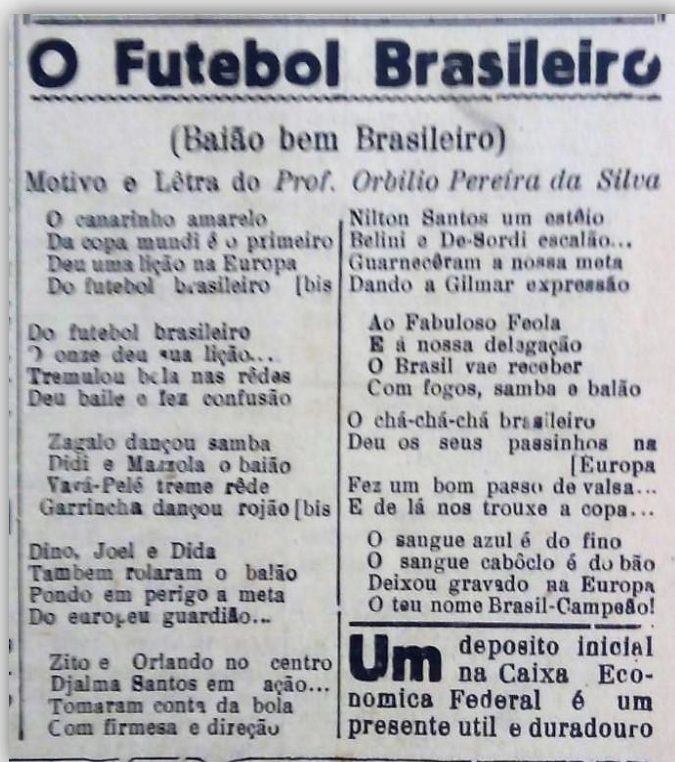 O Futebol Brasileiro
(Baião bem Brasileiro)
Motivo e Lêtra do Prof. Orbilio Pereira da Silva
O canarinho amarelo
Da copa mundi é o primeiro
Deu uma lição na Europa
Do futebol brasileiro [bis
Do futebol brasileiro
O onze deu sua lição...
Tremulou bola nas rêdes
Deu baile e fez confusão
Zagalo dançou samba
Didi e Mazzola o baião
Vavá-Pelé treme rêde
Garrincha dançou rojão [bis
Dino, Joel e Dida
Tambem rolaram o balão
Pondo em perigo a meta
Do europeu guardião...
Zito e Orlando no centro
Djalma Santos em ação...
Tomaram conta da bola
Com firmesa e direção
Nilton Santos um estêio
Belini e De-Sordi escalão...
Guarnecêram a nossa meta
Dando a Gilmar expressão
Ao Fabuloso Feola
E á nossa delagação
O Brasil vae receber
Com fogos, samba e balão
O chá-chá-chá brasileiro
Deu os seus passinhos na
[Europa
Fez um bom passo de valsa...
E de lá nos trouxe a copa...
O sangue azul é do fino
O sangue cabôclo é do bão
Deixou gravado na Europa
O teu nome Brasil-Campeão!
Um deposito inicial
na Caixa Eco-
nomica Federal é um
presente util e duradouro